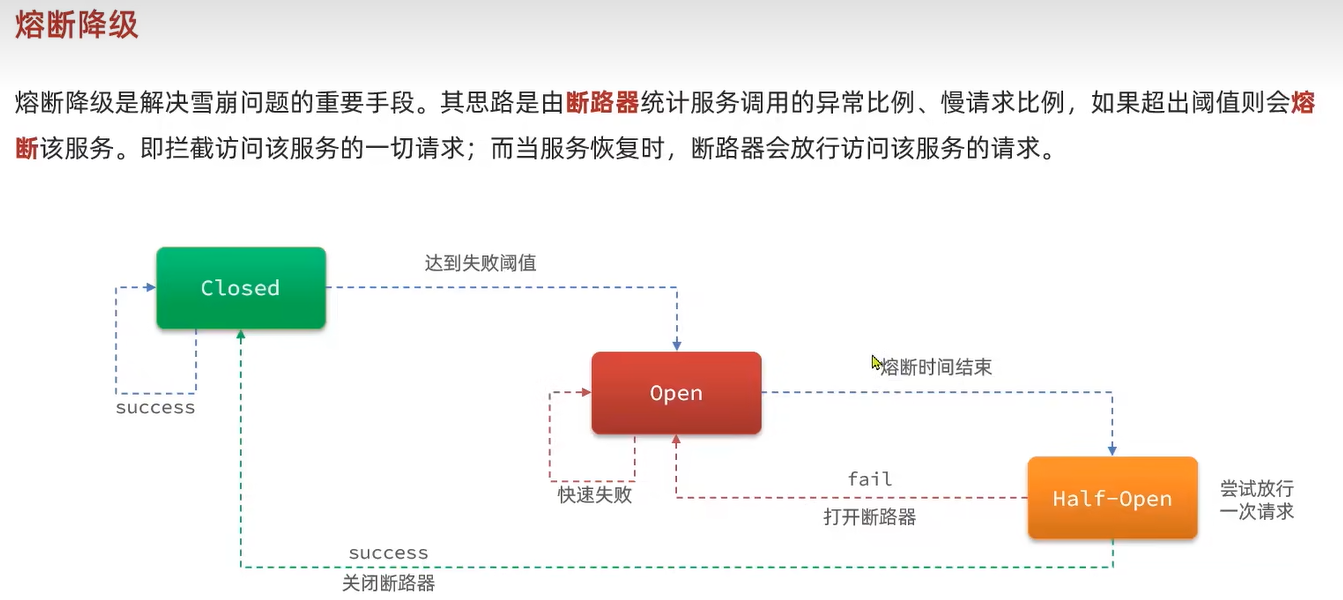 熔断降级
熔断降级是解决雪崩问题的重要手段。其思路是由断路器统计服务调用的异常比例、慢请求比例，如果超出阈值则会熔
断该服务。即拦截访问该服务的一切请求；而当服务恢复时，断路器会放行访问该服务的请求。
达到失败阈值
Closed
success
熔断时间结束
Open
快速失败
fail
打开断路器
Half-Open
尝试放行
一次请求
success
关闭断路器